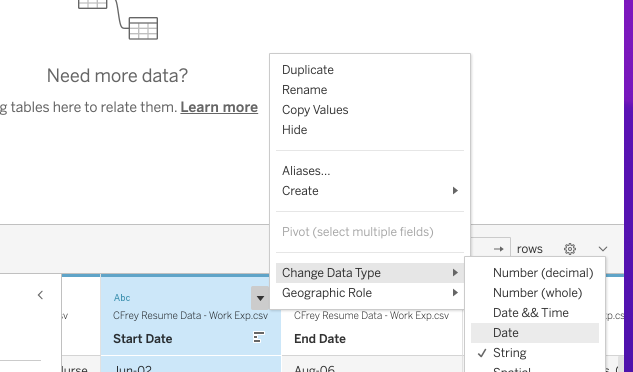 Need more data?
g tables here to relate them. Learn more
Duplicate
Rename
Copy Values
Hide
Aliases...
Create
Pivot (select multiple fields)
Change Data Type
Geographic Role
→ rows
Number (decimal)
Number (whole)
Date && Time
Date
✓ String
Spatial
Abc
sv
CFrey Resume Data - Work Exp.csv
CFrey Resume Data - Work Exp.csv
p.csv
Start Date
End Date
urse
Jun-02
Aug-06